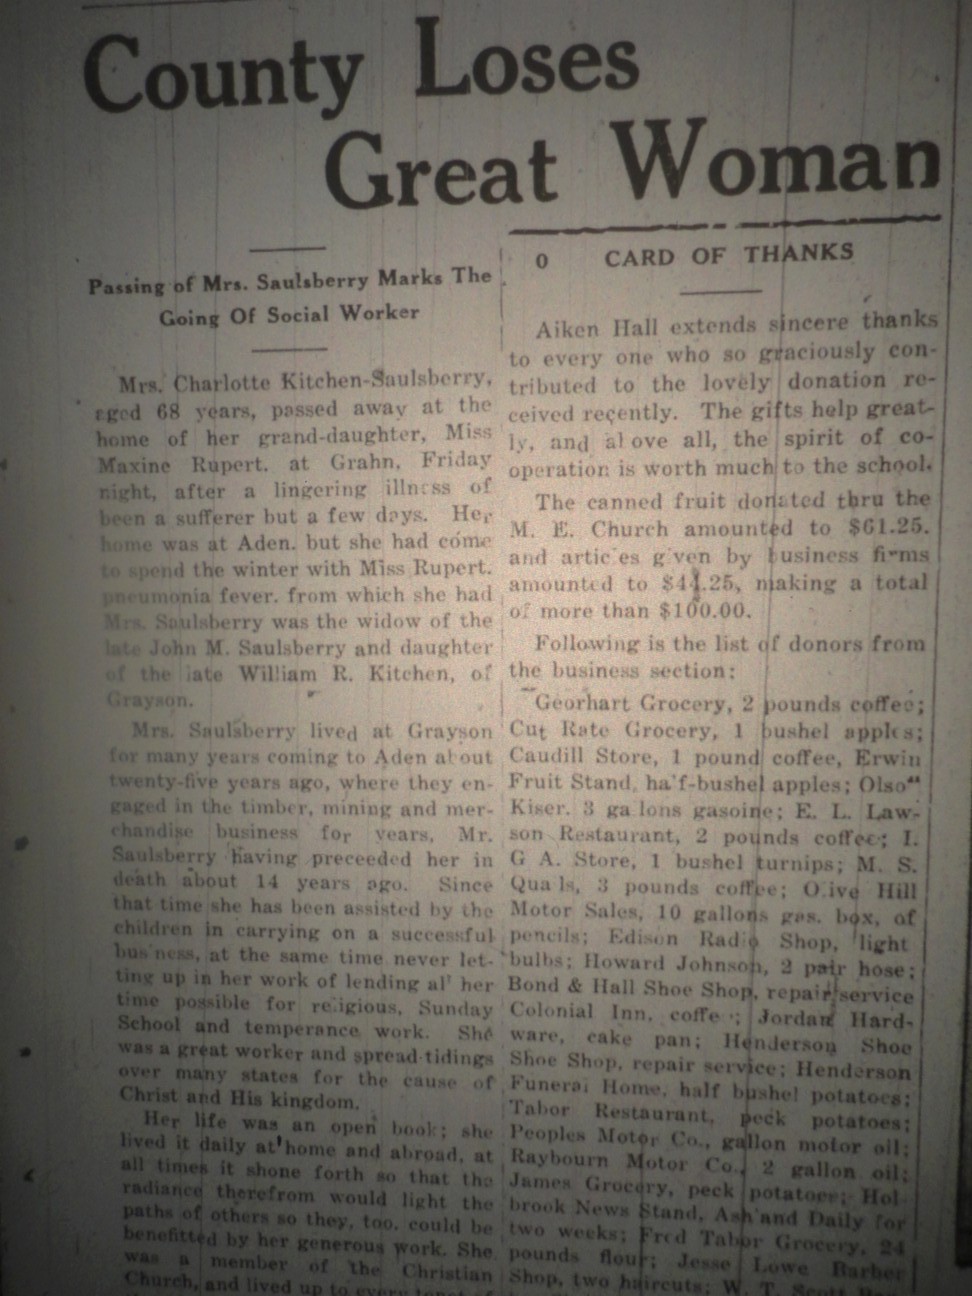 County Loses
Great Woman
Passing of Mrs. Saulsberry Marks The
Going Of Social Worker
Mrs. Charlotte Kitchen-Saulsberry,
aged 68 years, passed away at the
home of her grand-daughter, Miss
Maxine Rupert. at Grahn, Friday
night, after a lingering illness of
been a sufferer but a few days. Her
home was at Aden. but she had come
to spend the winter with Miss Rupert.
pneumonia fever. from which she had
Mrs. Saulsberry was the widow of the
late John M. Saulsberry and daughter
of the late William R. Kitchen, of
Grayson.
Mrs. Saulsberry lived at Grayson
for many years coming to Aden about
twenty-five years ago, where they en-
gaged in the timber, mining and mer-
chandise business for years, Mr.
Saulsberry having preceeded her in
death about 14 years ago. Since
that time she has been assisted by the
children in carrying on a successful
business, at the same time never let-
ting up in her work of lending all her
time possible for religious, Sunday
School and temperance work. She
was a great worker and spread tidings
over many states for the cause of
Christ and His kingdom.
Her life was an open book; she
lived it daily at home and abroad, at
all times it shone forth so that the
radiance therefrom would light the
paths of others so they, too, could be
benefitted by her generous work. She
was a member of the Christian
Church, and lived up to every tenet of
0 CARD OF THANKS
Aiken Hall extends sincere thanks
to every one who so graciously con-
tributed to the lovely donation re-
ceived recently. The gifts help great-
ly, and above all, the spirit of co-
operation is worth much to the school.
The canned fruit donated thru the
M. E. Church amounted to $61.25.
and articles given by business firms
amounted to $44.25, making a total
of more than $100.00.
Following is the list of donors from
the business section:
Georhart Grocery, 2 pounds coffee;
Cut Rate Grocery, 1 bushel apples;
Caudill Store, 1 pound coffee, Erwin
Fruit Stand, half-bushel apples; Olson
Kiser. 3 gallons gasoine; E. L. Law-
son Restaurant, 2 pounds coffee; I.
G A. Store, 1 bushel turnips; M. S.
Qualls, 3 pounds coffee; Olive Hill
Motor Sales, 10 gallons gas. box, of
pencils; Edison Radio Shop, light
bulbs; Howard Johnson, 2 pair hose;
Bond & Hall Shoe Shop, repair service
Colonial Inn, coffee; Jordan Hard-
ware, cake pan; Henderson Shoe
Shoe Shop, repair service; Henderson
Funeral Home, half bushel potatoes;
Tabor Restaurant, peck potatoes;
Peoples Motor Co., gallon motor oil;
Raybourn Motor Co., 2 gallon oil;
James Grocery, peck potatoes; Hol-
brook News Stand, Ashland Daily for
two weeks; Fred Tabor Grocery, 24
pounds flour; Jesse Lowe Barber
Shop, two haircuts; W. T. Scott